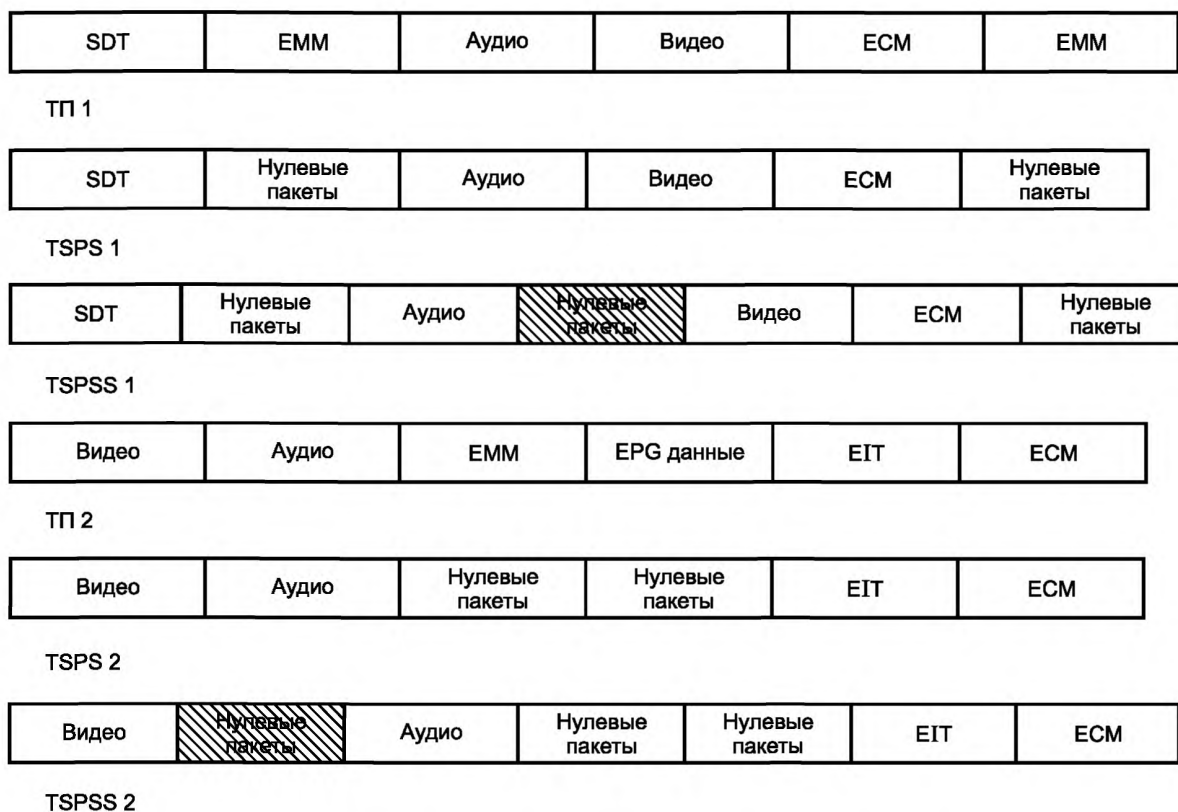 SDT EMM Аудио Видео ECM EMM
ТП 1
SDT Нулевые пакеты Аудио Видео ECM Нулевые пакеты
TSPS 1
SDT Нулевые пакеты Аудио Нулевые пакеты Видео ECM Нулевые пакеты
TSPSS 1
Видео Аудио EMM EPG данные EIT ECM
ТП 2
Видео Аудио Нулевые пакеты Нулевые пакеты EIT ECM
TSPS 2
Видео Нулевые пакеты Аудио Нулевые пакеты Нулевые пакеты EIT ECM
TSPSS 2